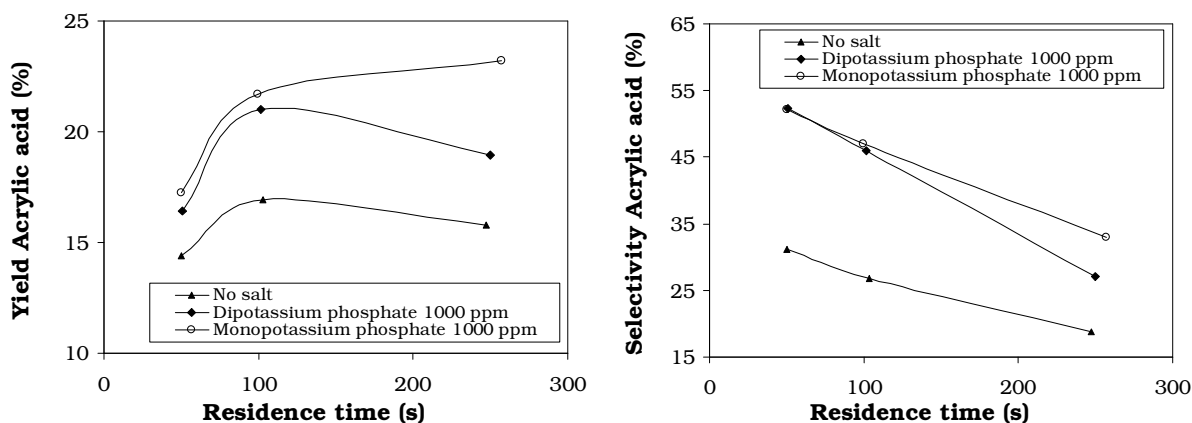 Yield Acrylic acid (%)
25
20
15
10
No salt
Dipotassium phosphate 1000 ppm
Monopotassium phosphate 1000 ppm
0
100
200
300
Residence time (s)
Selectivity Acrylic acid (%)
65
55
45
35
25
15
No salt
Dipotassium phosphate 1000 ppm
Monopotassium phosphate 1000 ppm
0
100
200
300
Residence time (s)